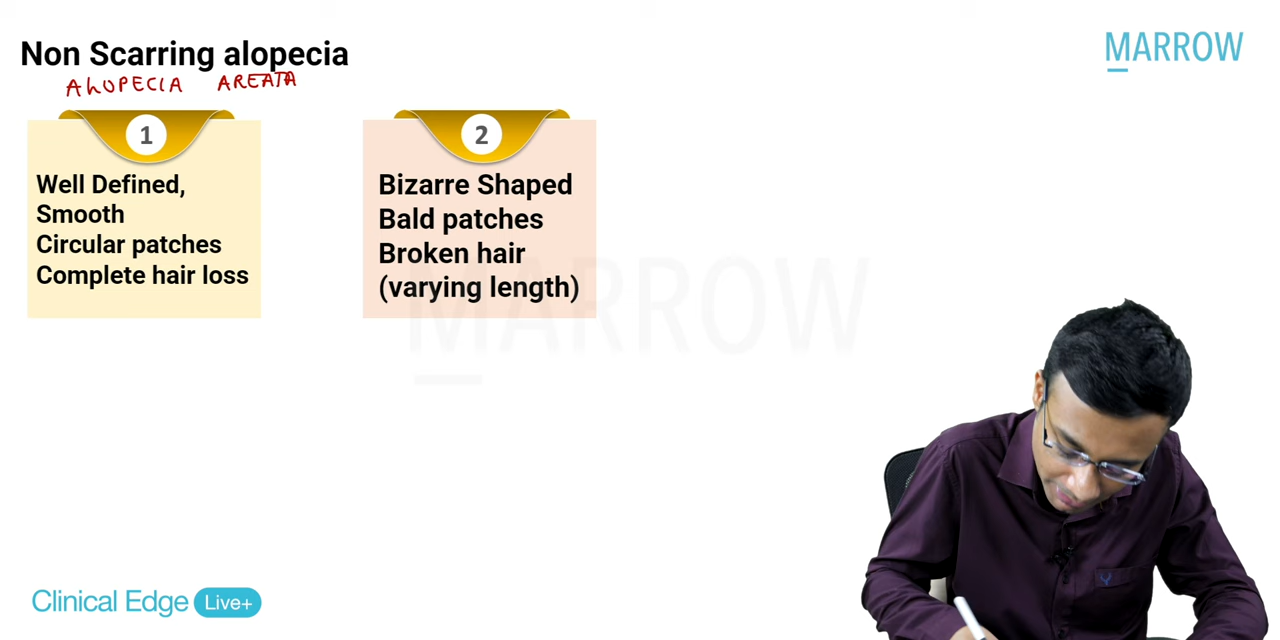 Non Scarring alopecia
MARROW
ALOPECIA AREATA
1
Well Defined,
Smooth
Circular patches
Complete hair loss
2
Bizarre Shaped
Bald patches
Broken hair
(varying length)
MARROW
Clinical Edge Live+